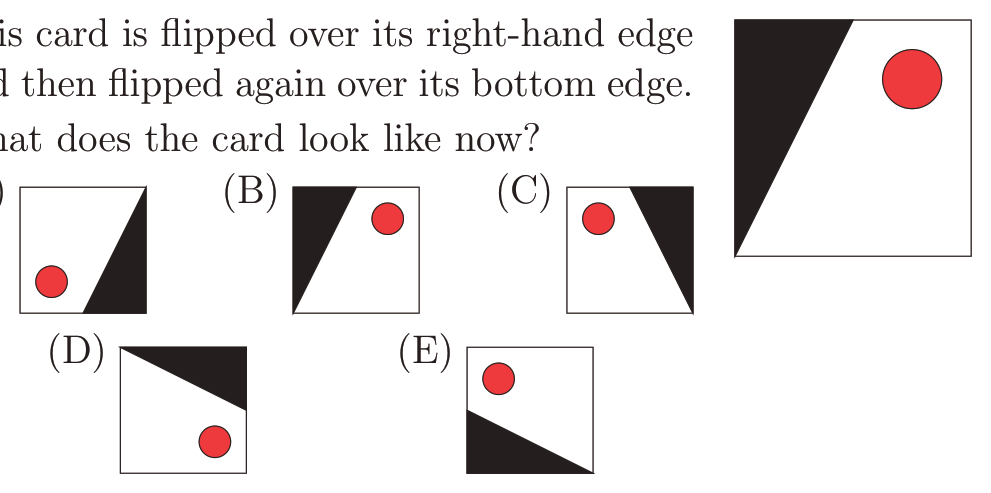 is card is flipped over its right-hand edge
then flipped again over its bottom edge.
at does the card look like now?
) (B) (C)
(D) (E)